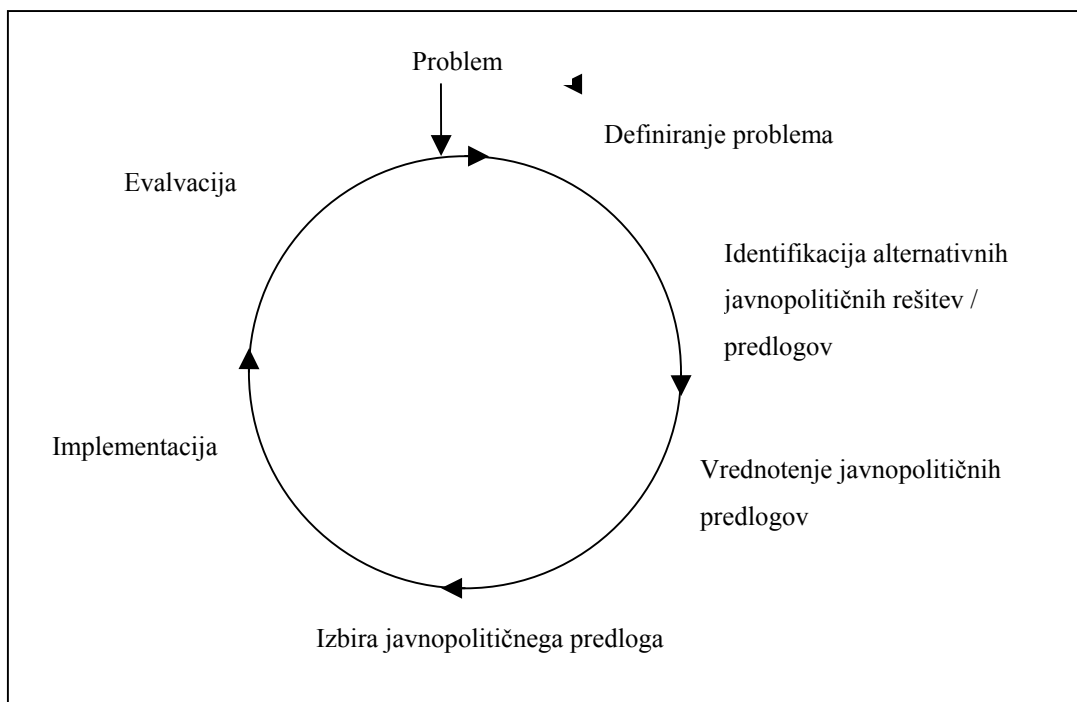 Problem
Definiranje problema
Evalvacija
Identifikacija alternativnih
javnopolitičnih rešitev /
predlogov
Implementacija
Vrednotenje javnopolitičnih
predlogov
Izbira javnopolitičnega predloga